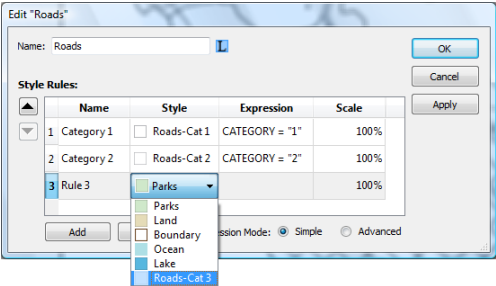 Edit "Roads"
Name: Roads L OK
Cancel
Style Rules:
Apply
Name Style Expression Scale
1 Category 1 Roads-Cat 1 CATEGORY = "1" 100%
2 Category 2 Roads-Cat 2 CATEGORY = "2" 100%
3 Rule 3 Parks 100%
Parks
Land
Add Boundary ssion Mode: Simple Advanced
Ocean
Lake
Roads-Cat 3